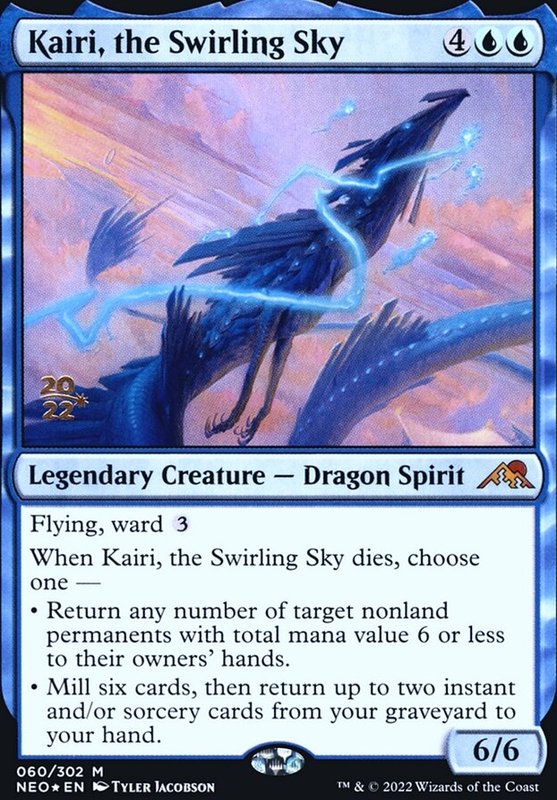 Kairi, the Swirling Sky 4
20
22
Legendary Creature — Dragon Spirit
Flying, ward 3
When Kairi, the Swirling Sky dies, choose
one —
• Return any number of target nonland
permanents with total mana value 6 or less
to their owners' hands.
• Mill six cards, then return up to two instant
and/or sorcery cards from your graveyard to
your hand.
6/6
060/302 M
NEO★EN Tyler Jacobson
™ & © 2022 Wizards of the Coast